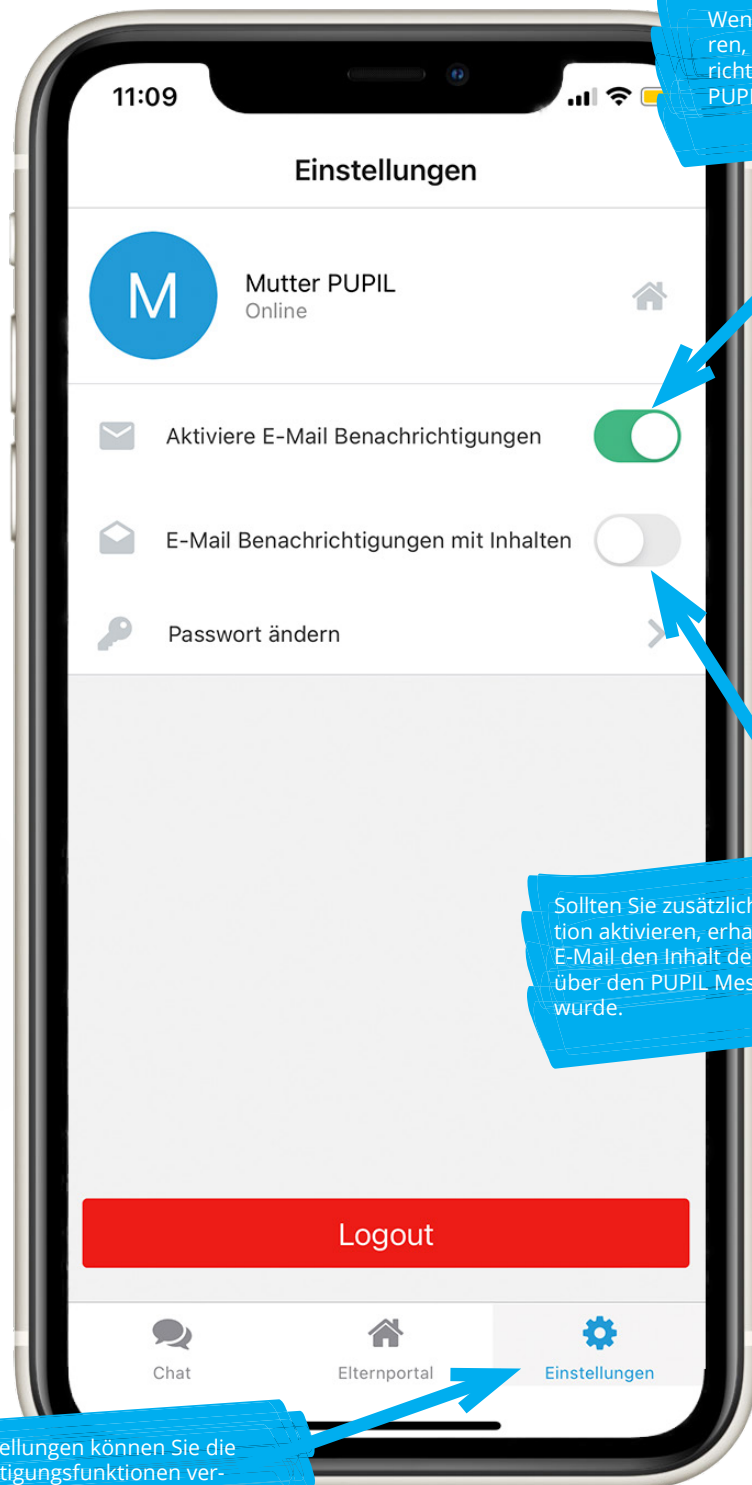 Wen
ren,
richt
PUPI
11:09
Einstellungen
M
Mutter PUPIL
Online
Aktiviere E-Mail Benachrichtigungen
E-Mail Benachrichtigungen mit Inhalten
Passwort ändern
Sollten Sie zusätzlich
tion aktivieren, erha
E-Mail den Inhalt de
über den PUPIL Mes
wurde.
Logout
Chat
Elternportal
Einstellungen
ellungen können Sie die
tigungsfunktionen ver-